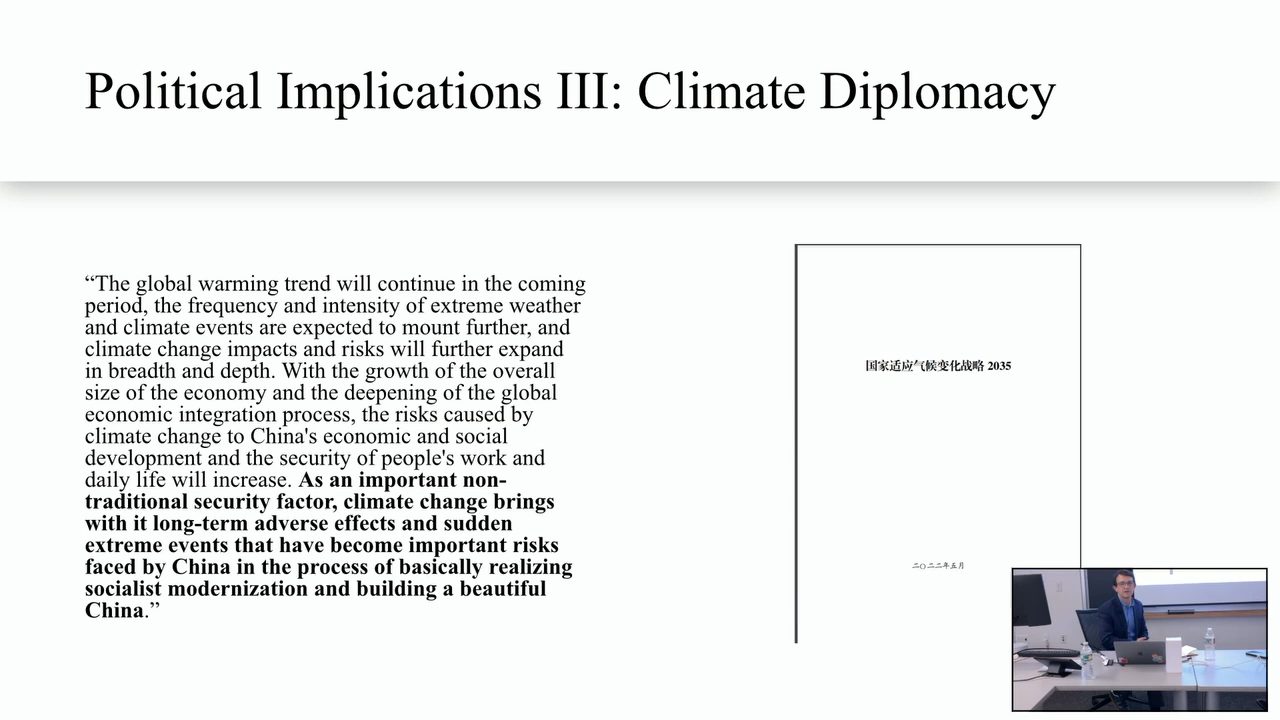 Political Implications III: Climate Diplomacy
“The global warming trend will continue in the coming
period, the frequency and intensity of extreme weather
and climate events are expected to mount further, and
climate change impacts and risks will further expand
in breadth and depth. With the growth of the overall
size of the economy and the deepening of the global
economic integration process, the risks caused by
climate change to China's economic and social
development and the security of people's work and
daily life will increase. As an important non-
traditional security factor, climate change brings
with it long-term adverse effects and sudden
extreme events that have become important risks
faced by China in the process of basically realizing
socialist modernization and building a beautiful
China.”
国家适应气候变化战略 2035
二〇二二年五月